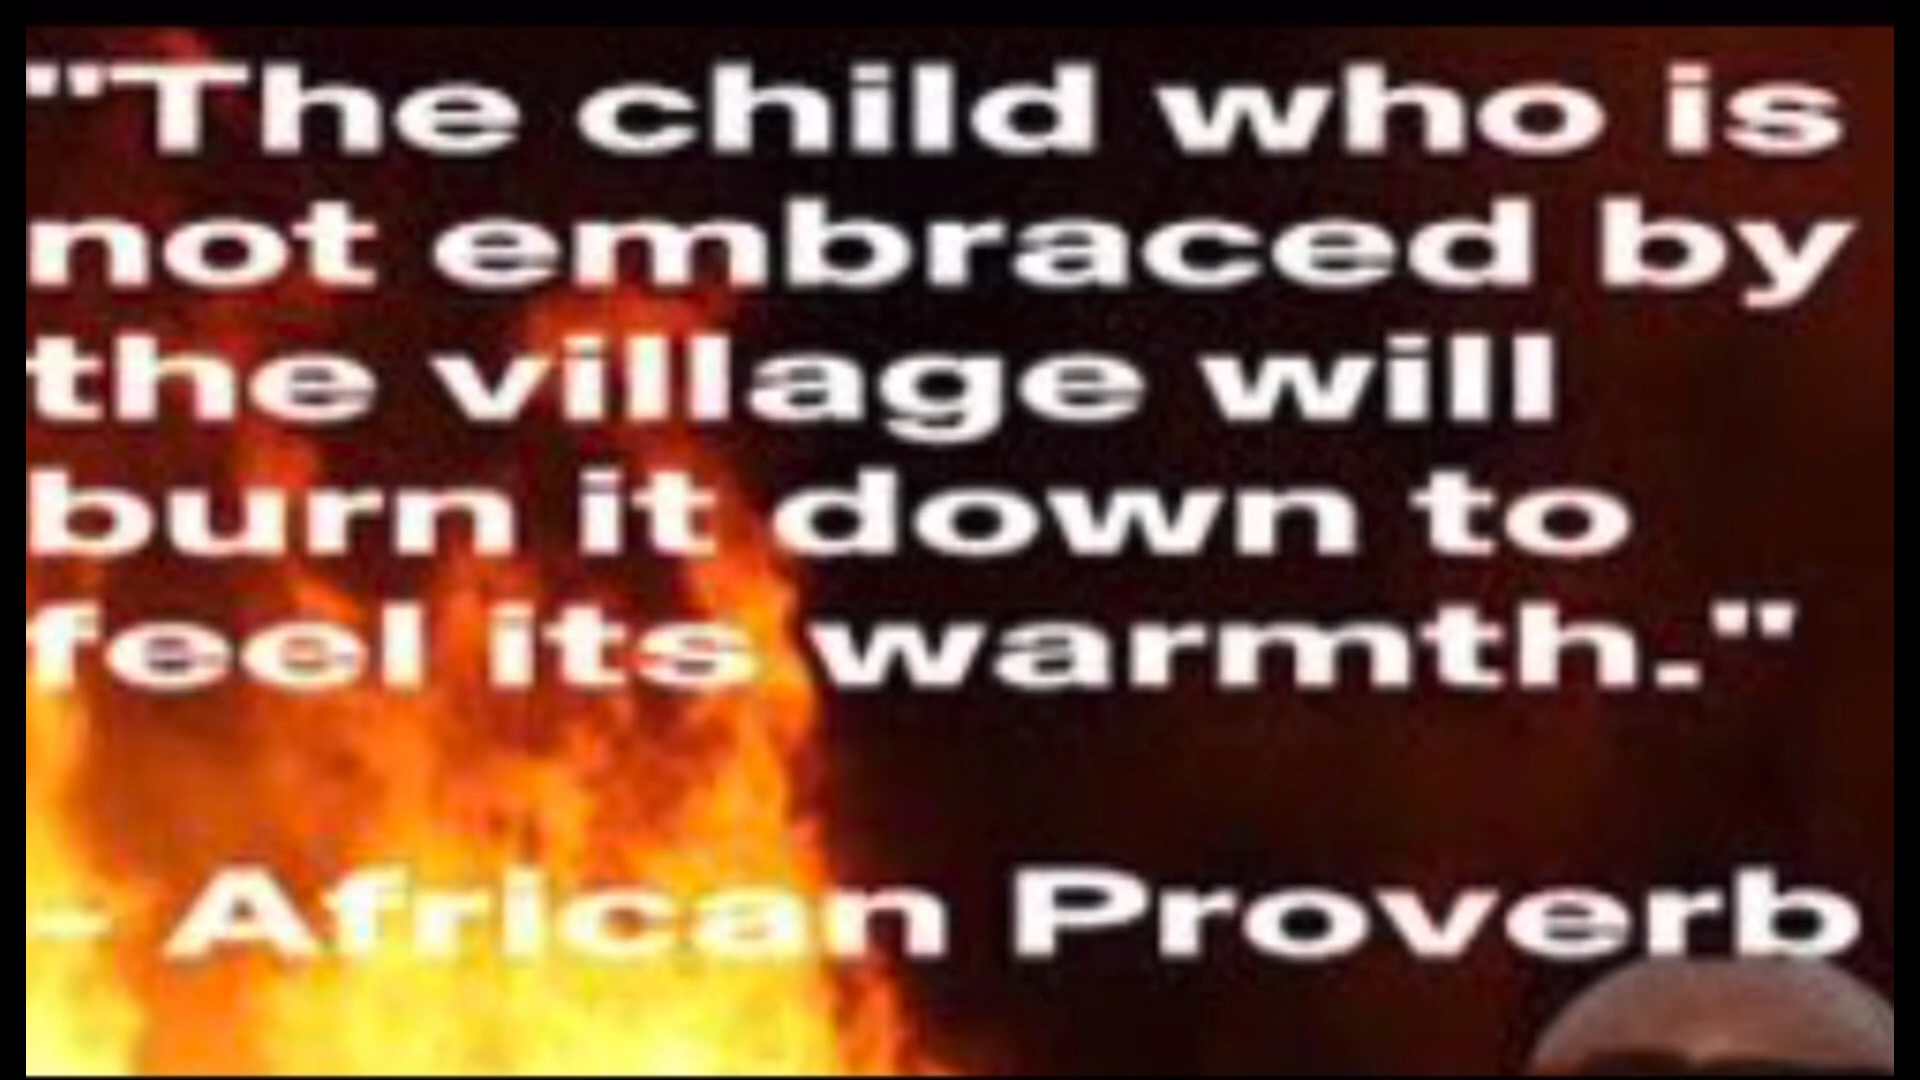 "The child who is
not embraced by
the village will
burn it down to
feel its warmth."
- African Proverb